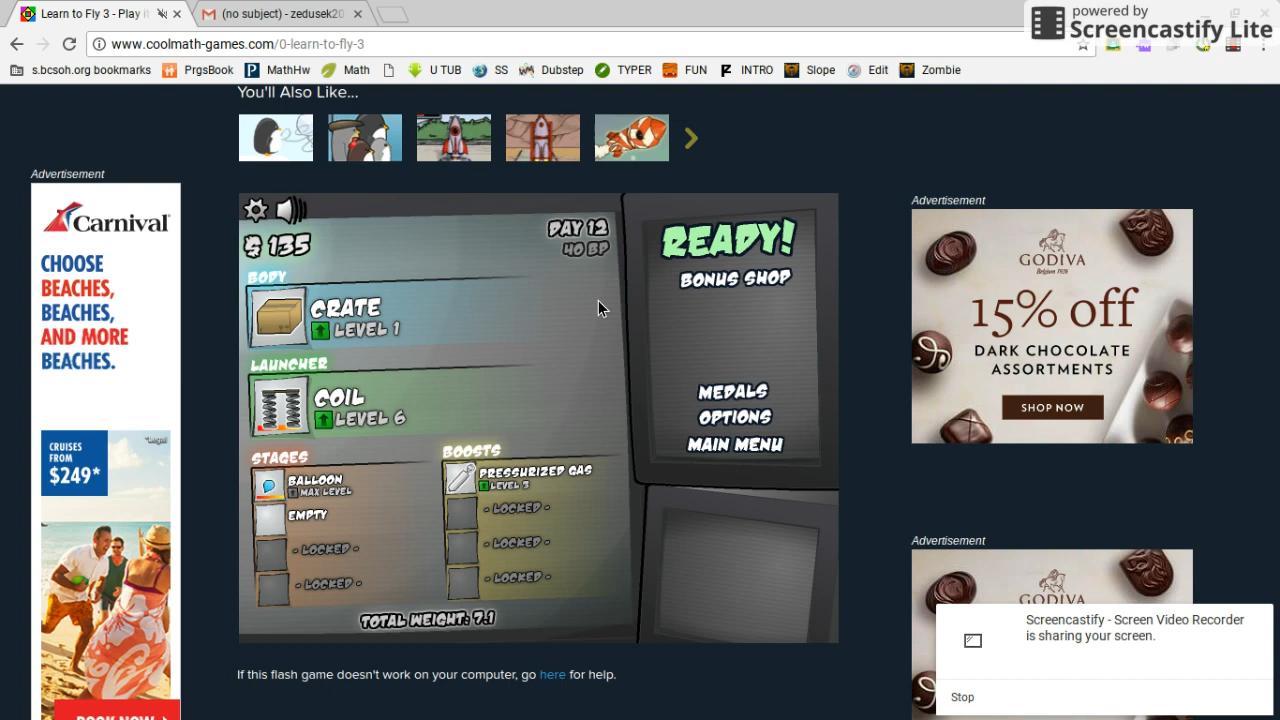 Learn to Fly 3 - Play i
(no subject) - zedusek20
powered by
Screencastify Lite
www.coolmath-games.com/0-learn-to-fly-3
s.bcsoh.org bookmarks
PrgsBook
MathHw
Math
U TUB
SS
Dubstep
TYPER
FUN
INTRO
Slope
Edit
Zombie
You'll Also Like...
Advertisement
Carnival
CHOOSE
BEACHES,
BEACHES,
AND MORE
BEACHES.
*Legal
CRUISES
FROM
$249*
BOOK NOW
$ 135
DAY 12
40 BP
BODY
CRATE
LEVEL 1
LAUNCHER
COIL
LEVEL 6
STAGES
BALLOON
MAX LEVEL
EMPTY
- LOCKED -
- LOCKED -
BOOSTS
PRESSURIZED GAS
LEVEL 3
- LOCKED -
- LOCKED -
- LOCKED -
TOTAL WEIGHT: 7.1
READY!
BONUS SHOP
MEDALS
OPTIONS
MAIN MENU
If this flash game doesn't work on your computer, go here for help.
Advertisement
GODIVA
Belgium 1926
15% off
DARK CHOCOLATE
ASSORTMENTS
SHOP NOW
Advertisement
GODIVA
Screencastify - Screen Video Recorder
is sharing your screen.
Stop